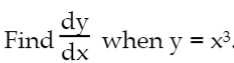 Find dy/dx when y = x³.